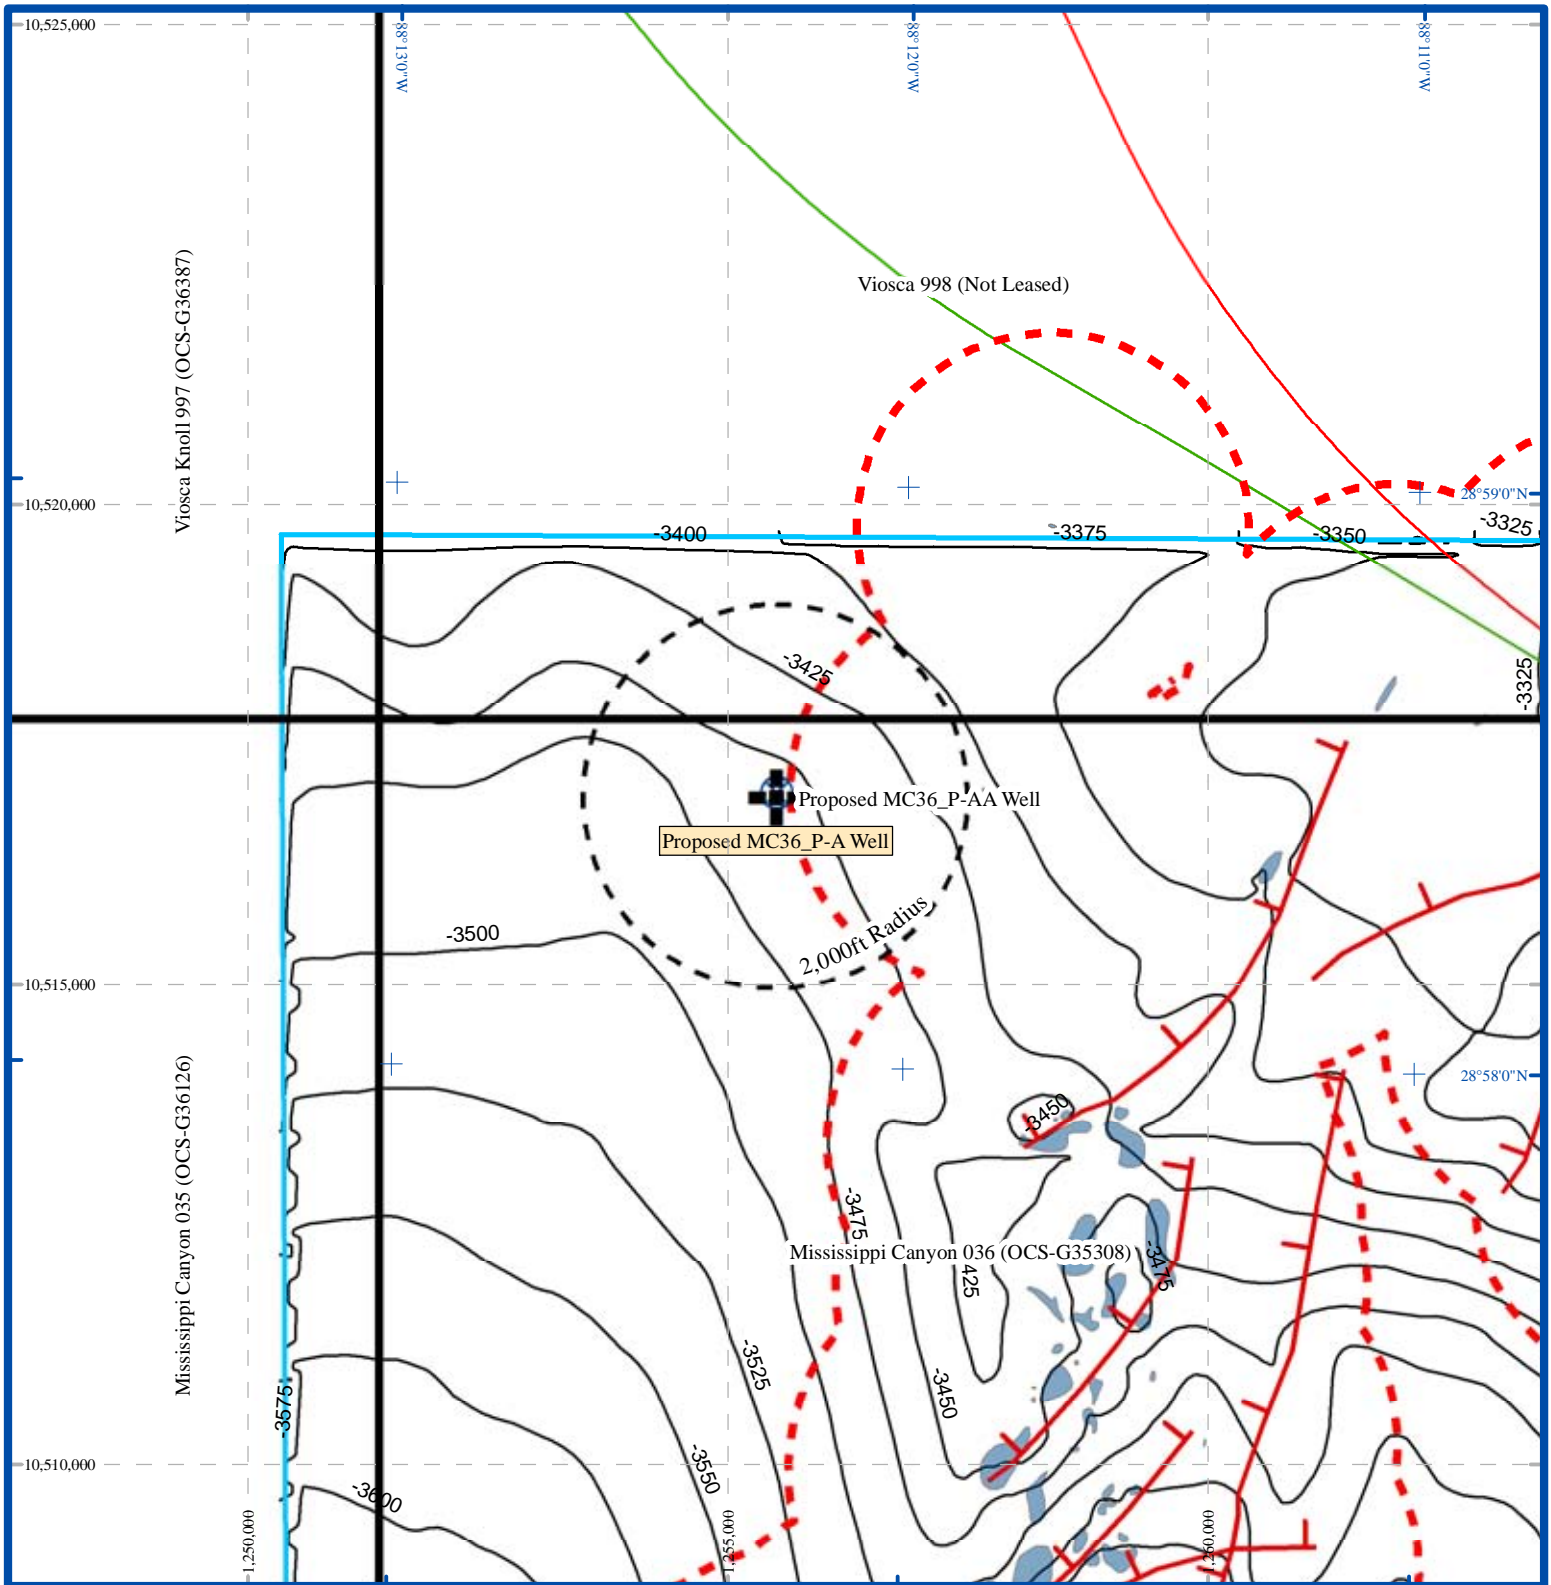 10,525,000
88°13'0"W
88°12'0"W
88°11'0"W
Viosca Knoll 997 (OCS-G36387)
Viosca 998 (Not Leased)
28°59'0"N
10,520,000
-3400
-3375
-3350
-3325
-3425
-3325
Proposed MC36_P-AA Well
Proposed MC36_P-A Well
2,000ft Radius
-3500
10,515,000
28°58'0"N
Mississippi Canyon 035 (OCS-G36126)
-3450
-3475
Mississippi Canyon 036 (OCS-G35308)
-3475
425
-3525
-3450
-3575
-3550
10,510,000
-3600
1,250,000
1,255,000
1,260,000